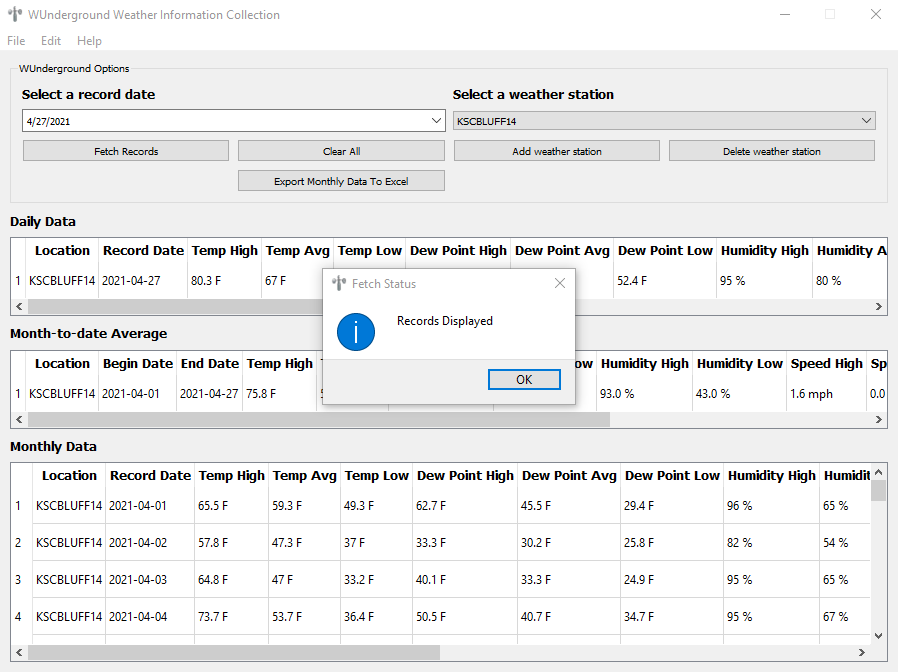 WUnderground Weather Information Collection
File Edit Help
WUnderground Options
Select a record date Select a weather station
4/27/2021 KSCBLUFF14
Fetch Records Clear All Add weather station Delete weather station
Export Monthly Data To Excel
Daily Data
Location Record Date Temp High Temp Avg Temp Low Dew Point High Dew Point Avg Dew Point Low Humidity High Humidity A
1 KSCBLUFF14 2021-04-27 80.3 F 67 F 52.4 F 95 % 80 %
Fetch Status
Records Displayed
OK
Month-to-date Average
Location Begin Date End Date Temp High ow Humidity High Humidity Low Speed High Sp
1 KSCBLUFF14 2021-04-01 2021-04-27 75.8 F 93.0 % 43.0 % 1.6 mph 0.0
Monthly Data
Location Record Date Temp High Temp Avg Temp Low Dew Point High Dew Point Avg Dew Point Low Humidity High Humidit
1 KSCBLUFF14 2021-04-01 65.5 F 59.3 F 49.3 F 62.7 F 45.5 F 29.4 F 96 % 65 %
2 KSCBLUFF14 2021-04-02 57.8 F 47.3 F 37 F 33.3 F 30.2 F 25.8 F 82 % 54 %
3 KSCBLUFF14 2021-04-03 64.8 F 47 F 33.2 F 40.1 F 33.3 F 24.9 F 95 % 65 %
4 KSCBLUFF14 2021-04-04 73.7 F 53.7 F 36.4 F 50.5 F 40.7 F 34.7 F 95 % 67 %